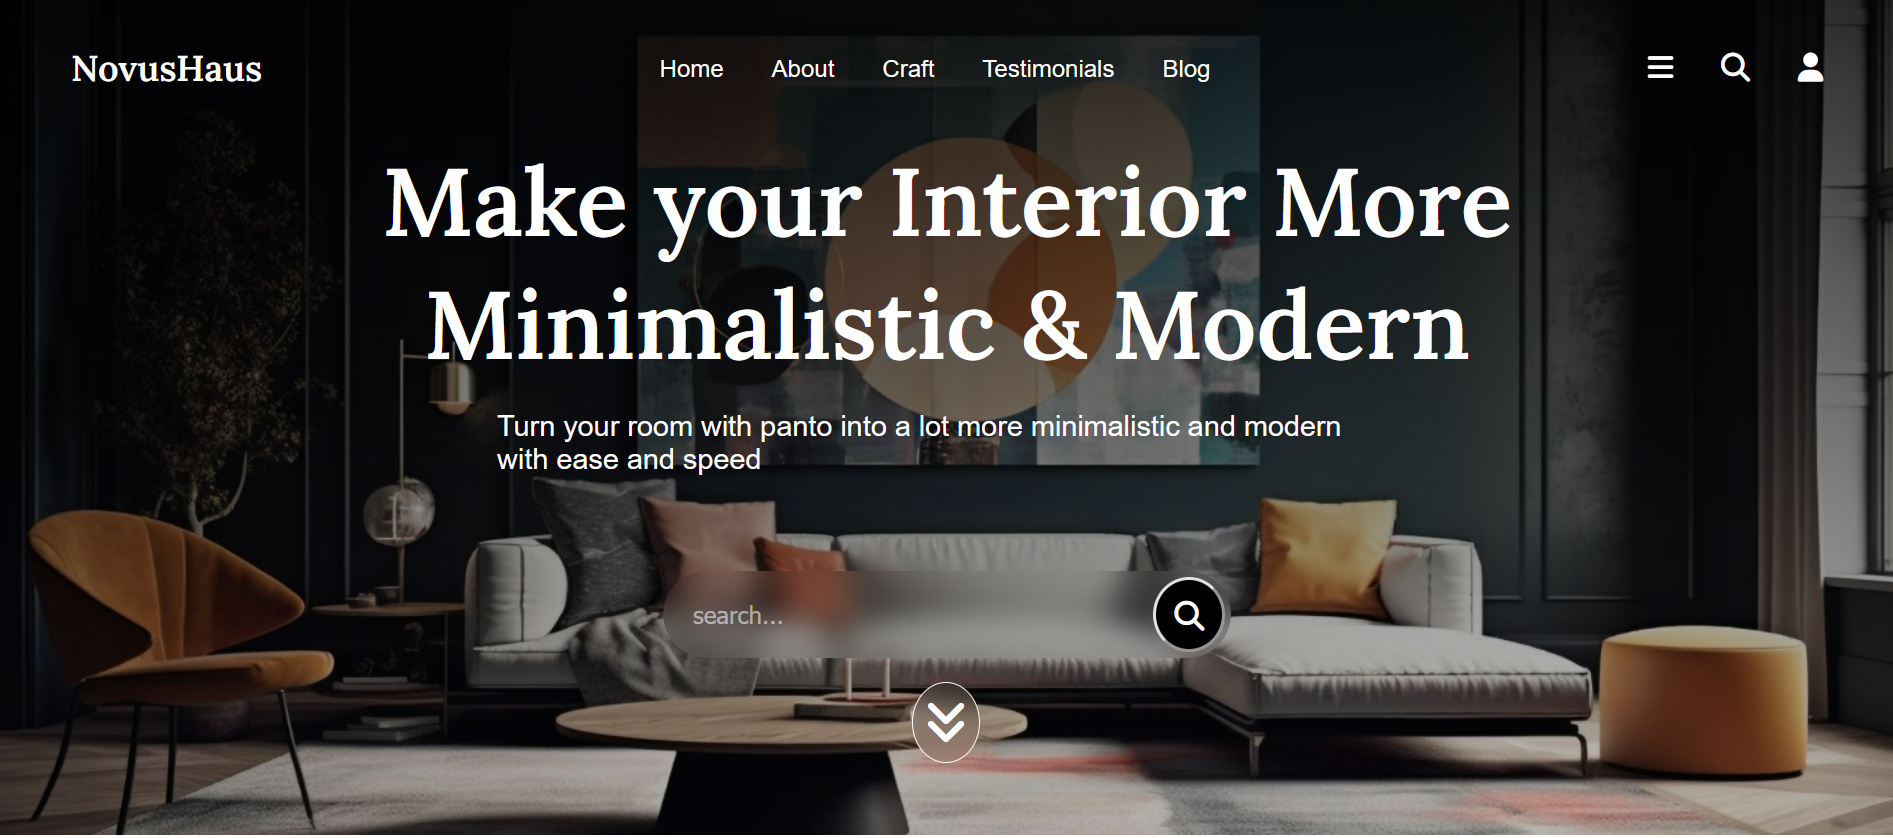 NovusHaus
Home About Craft Testimonials Blog
Make your Interior More
Minimalistic & Modern
Turn your room with panto into a lot more minimalistic and modern
with ease and speed
search...